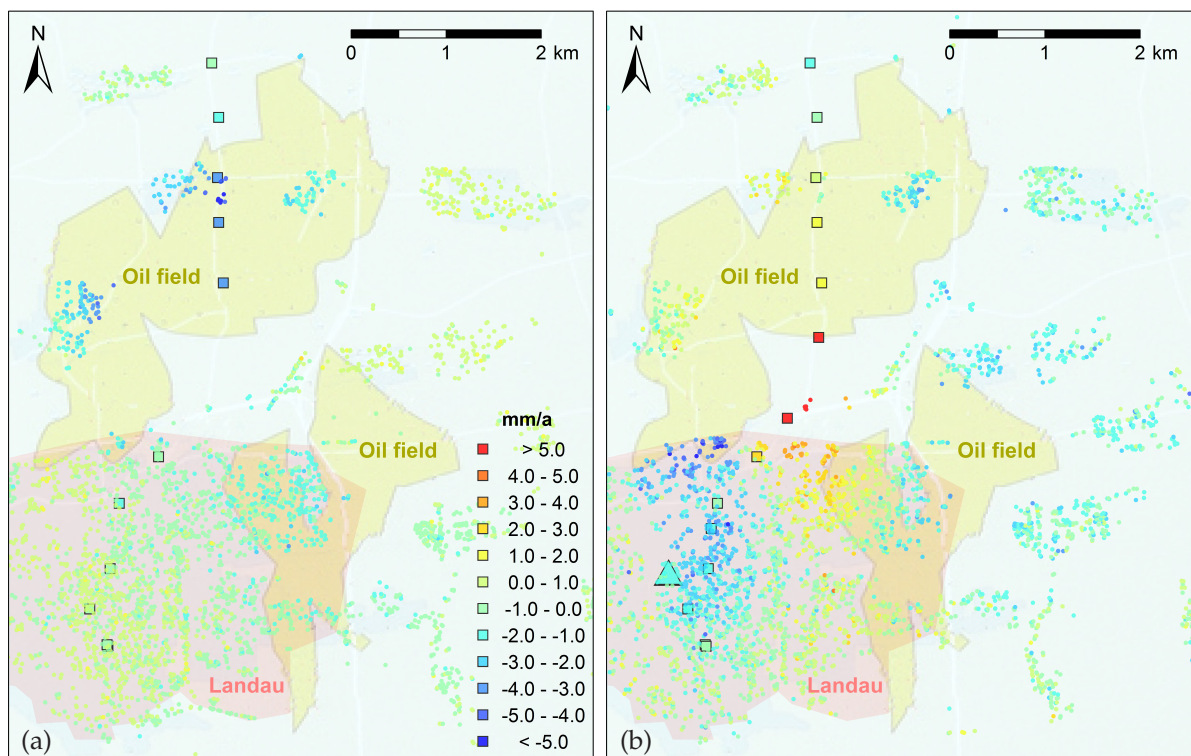 N
0 1 2 km
Oil field
Oil field
mm/a
> 5.0
4.0 - 5.0
3.0 - 4.0
2.0 - 3.0
1.0 - 2.0
0.0 - 1.0
-1.0 - 0.0
-2.0 - -1.0
-3.0 - -2.0
-4.0 - -3.0
-5.0 - -4.0
< -5.0
Landau
(a)
N
0 1 2 km
Oil field
Oil field
Landau
(b)